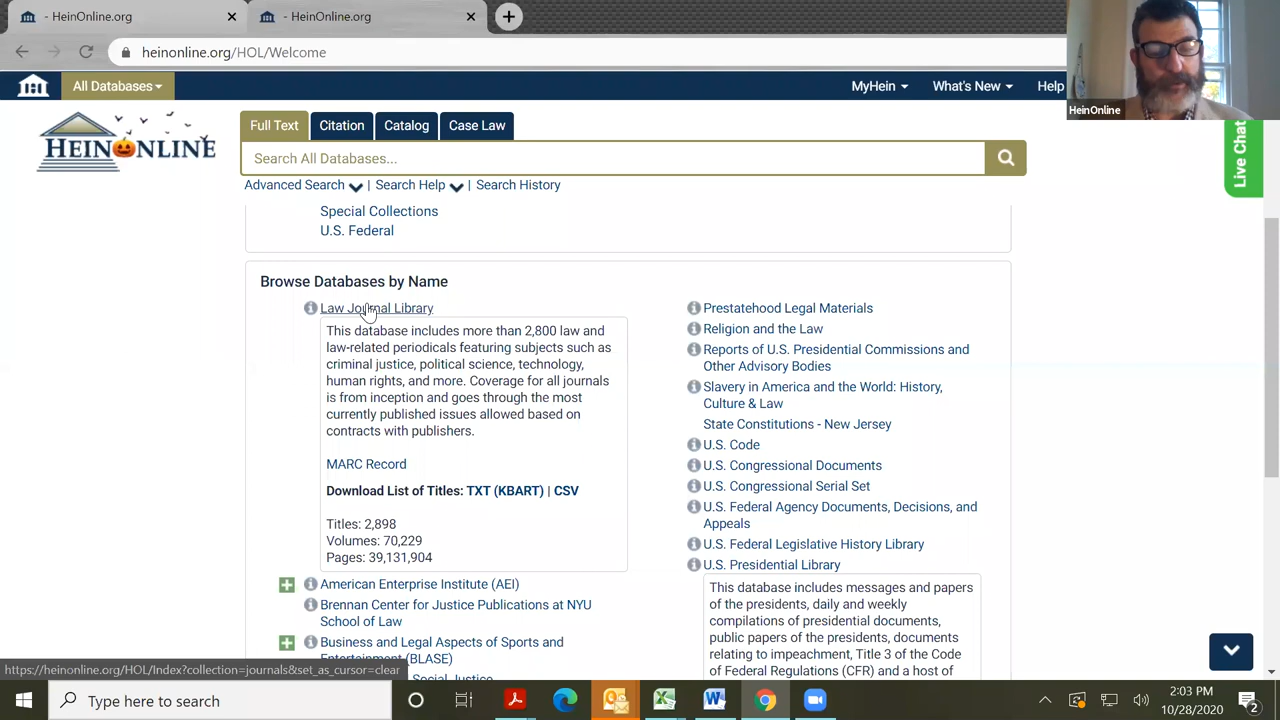 - HeinOnline.org
- HeinOnline.org
heinonline.org/HOL/Welcome
All Databases
MyHein
What's New
Help
HeinOnline
HEINONLINE
Full Text
Citation
Catalog
Case Law
Search All Databases...
Advanced Search | Search Help | Search History
Live Chat
Special Collections
U.S. Federal
Browse Databases by Name
Law Journal Library
This database includes more than 2,800 law and
law-related periodicals featuring subjects such as
criminal justice, political science, technology,
human rights, and more. Coverage for all journals
is from inception and goes through the most
currently published issues allowed based on
contracts with publishers.
MARC Record
Download List of Titles: TXT (KBART) | CSV
Titles: 2,898
Volumes: 70,229
Pages: 39,131,904
American Enterprise Institute (AEI)
Brennan Center for Justice Publications at NYU
School of Law
Business and Legal Aspects of Sports and
Entertainment (BLASE)
Social Justice
Prestatehood Legal Materials
Religion and the Law
Reports of U.S. Presidential Commissions and
Other Advisory Bodies
Slavery in America and the World: History,
Culture & Law
State Constitutions - New Jersey
U.S. Code
U.S. Congressional Documents
U.S. Congressional Serial Set
U.S. Federal Agency Documents, Decisions, and
Appeals
U.S. Federal Legislative History Library
U.S. Presidential Library
This database includes messages and papers
of the presidents, daily and weekly
compilations of presidential documents,
public papers of the presidents, documents
relating to impeachment, Title 3 of the Code
of Federal Regulations (CFR) and a host of
https://heinonline.org/HOL/Index?collection=journals&set_as_cursor=clear
Type here to search
2:03 PM
10/28/2020
2